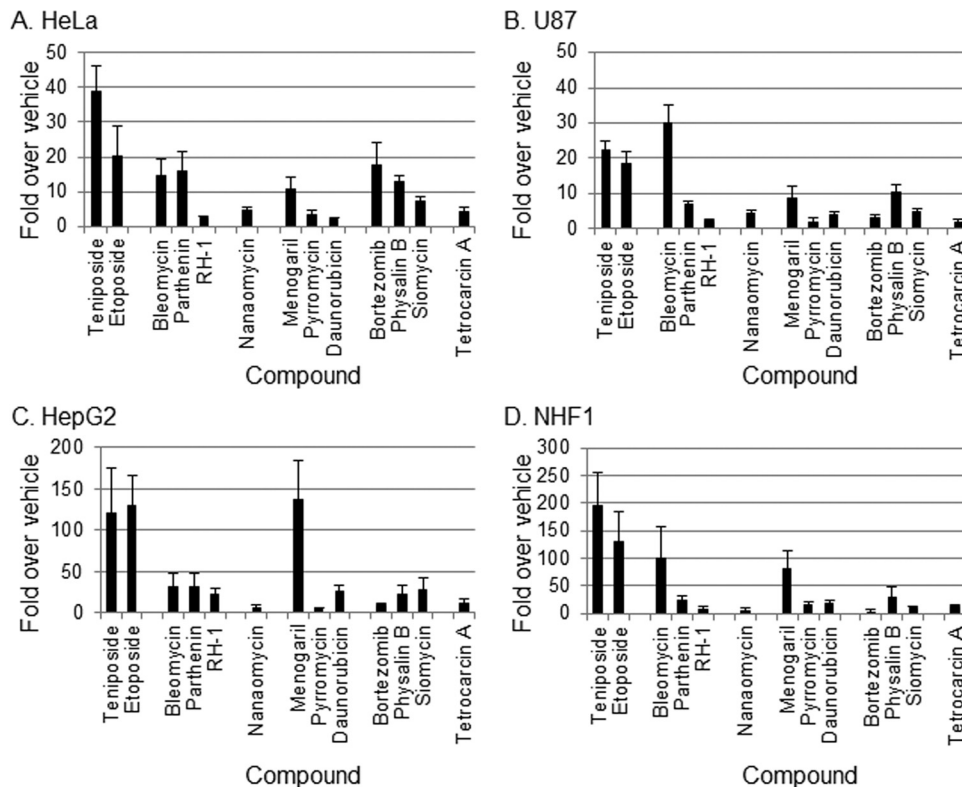 A. HeLa
Fold over vehicle
50
40
30
20
10
0
Teniposide
Etoposide
Bleomycin
Parthenin
RH-1
Nanaomycin
Menogaril
Pyrromycin
Daunorubicin
Bortezomib
Physalin B
Siomycin
Tetrocarcin A
Compound
B. U87
Fold over vehicle
50
40
30
20
10
0
Teniposide
Etoposide
Bleomycin
Parthenin
RH-1
Nanaomycin
Menogaril
Pyrromycin
Daunorubicin
Bortezomib
Physalin B
Siomycin
Tetrocarcin A
Compound
C. HepG2
Fold over vehicle
200
150
100
50
0
Teniposide
Etoposide
Bleomycin
Parthenin
RH-1
Nanaomycin
Menogaril
Pyrromycin
Daunorubicin
Bortezomib
Physalin B
Siomycin
Tetrocarcin A
Compound
D. NHF1
Fold over vehicle
300
250
200
150
100
50
0
Teniposide
Etoposide
Bleomycin
Parthenin
RH-1
Nanaomycin
Menogaril
Pyrromycin
Daunorubicin
Bortezomib
Physalin B
Siomycin
Tetrocarcin A
Compound